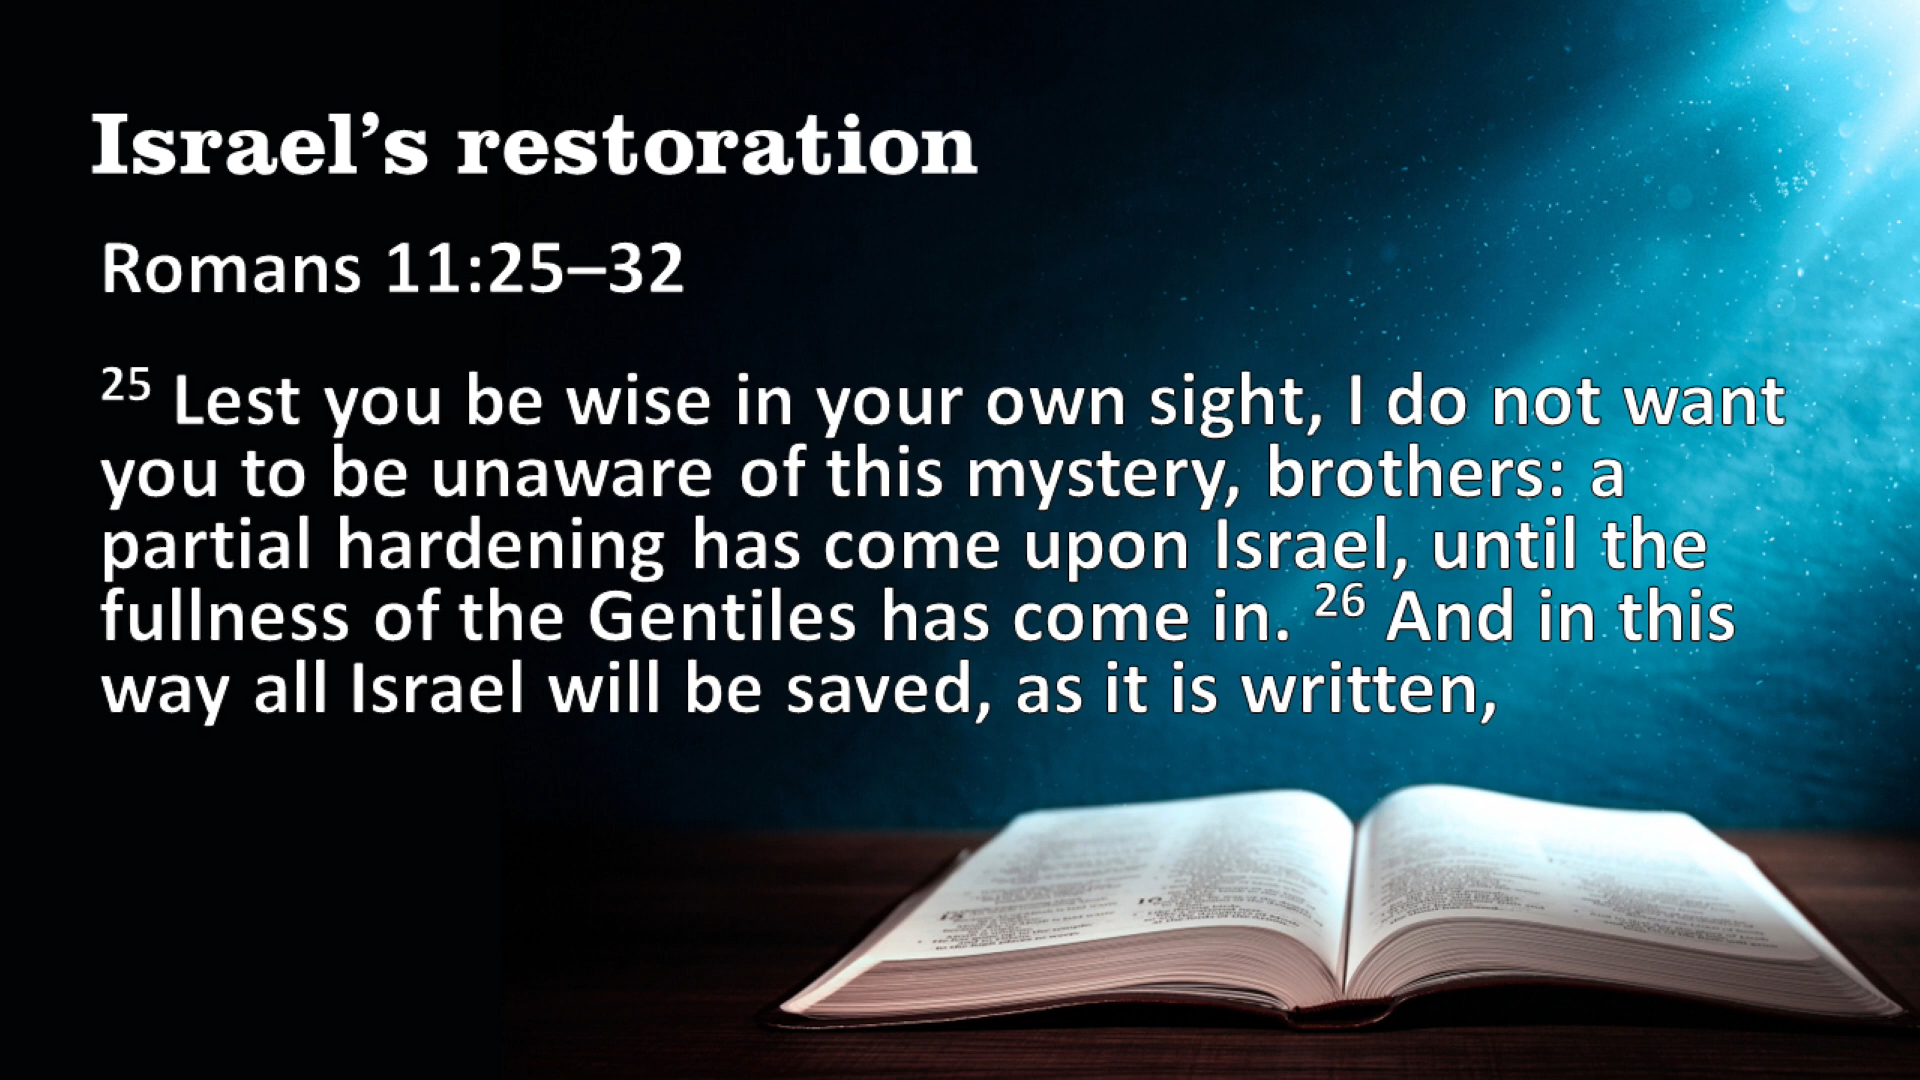 Israel’s restoration
Romans 11:25–32
25 Lest you be wise in your own sight, I do not want
you to be unaware of this mystery, brothers: a
partial hardening has come upon Israel, until the
fullness of the Gentiles has come in. 26 And in this
way all Israel will be saved, as it is written,